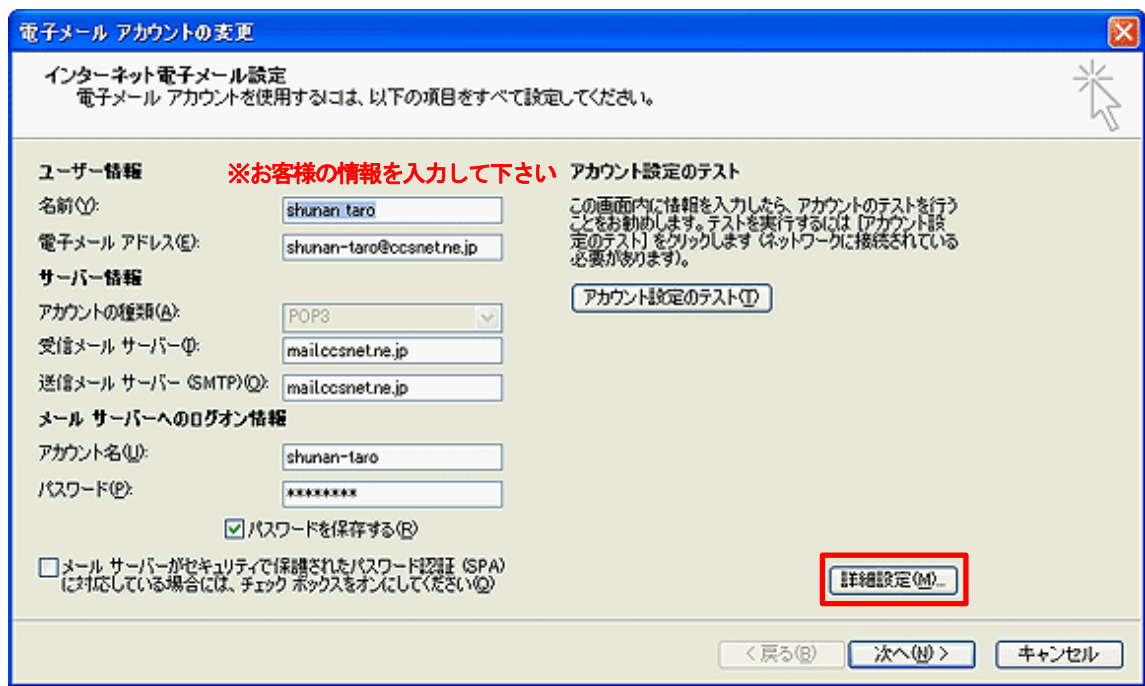 電子メール アカウントの変更
インターネット電子メール設定
電子メール アカウントを使用するには、以下の項目をすべて設定してください。
ユーザー情報
※お客様の情報を入力して下さい
名前(Y):
shunan taro
電子メール アドレス(E):
shunan-taro@ccsnet.ne.jp
サーバー情報
アカウントの種類(A):
POP3
受信メール サーバー(I):
mail.ccsnet.ne.jp
送信メール サーバー (SMTP)(O):
mail.ccsnet.ne.jp
メール サーバーへのログオン情報
アカウント名(U):
shunan-taro
パスワード(P):
********
パスワードを保存する(R)
メール サーバーがセキュリティで保護されたパスワード認証 (SPA)
に対応している場合には、チェック ボックスをオンにしてください(Q)
アカウント設定のテスト
この画面内に情報を入力したら、アカウントのテストを行う
ことをお勧めします。テストを実行するには [アカウント設
定のテスト] をクリックします (ネットワークに接続されている
必要があります)。
アカウント設定のテスト(T)
詳細設定(M)...
< 戻る(B)
次へ(N) >
キャンセル